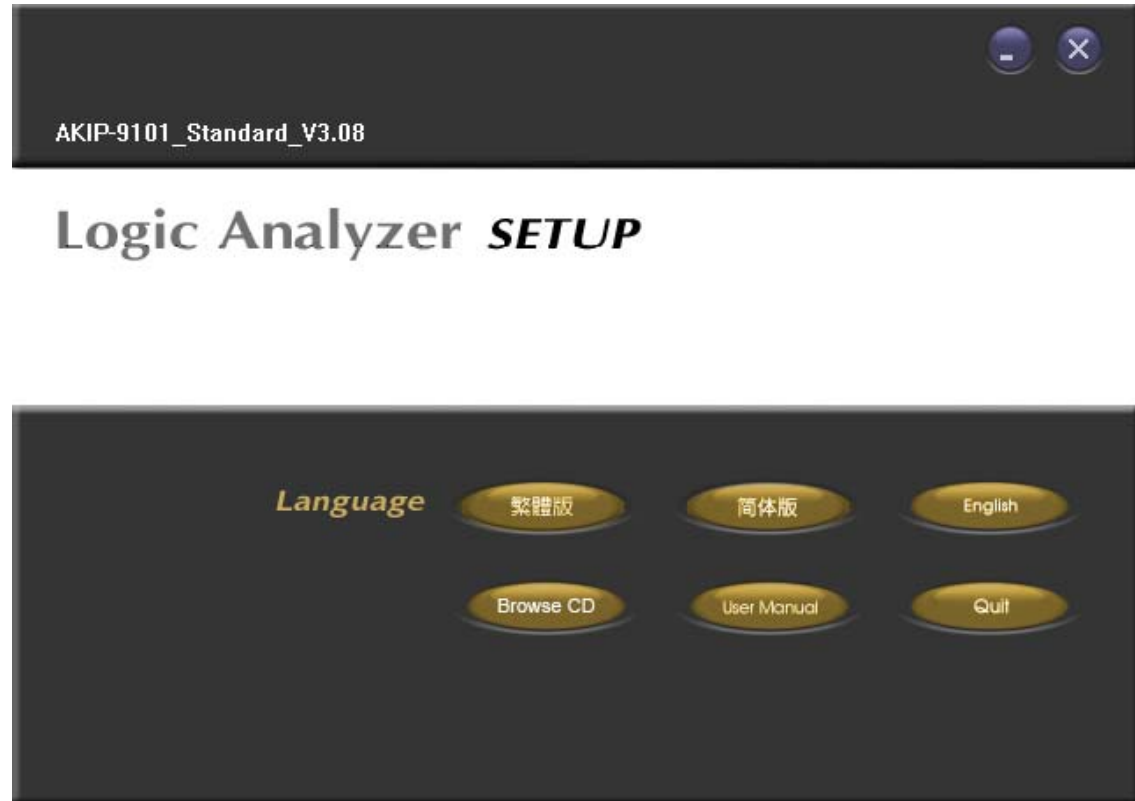 AKIP-9101_Standard_V3.08
Logic Analyzer SETUP
Language 繁體版 简体版 English
Browse CD User Manual Quit